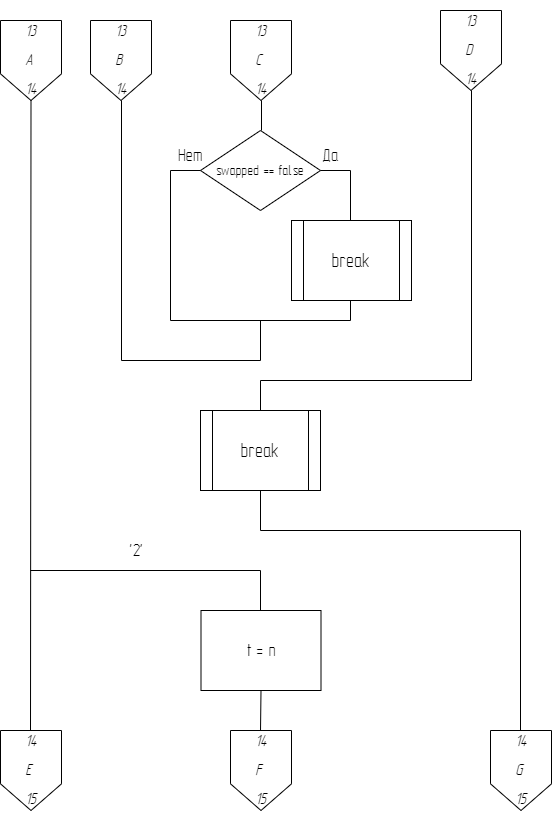 13
A
14
13
B
14
13
C
14
13
D
14
Нет
swapped == false
Да
break
break
'2'
t = n
14
E
15
14
F
15
14
G
15